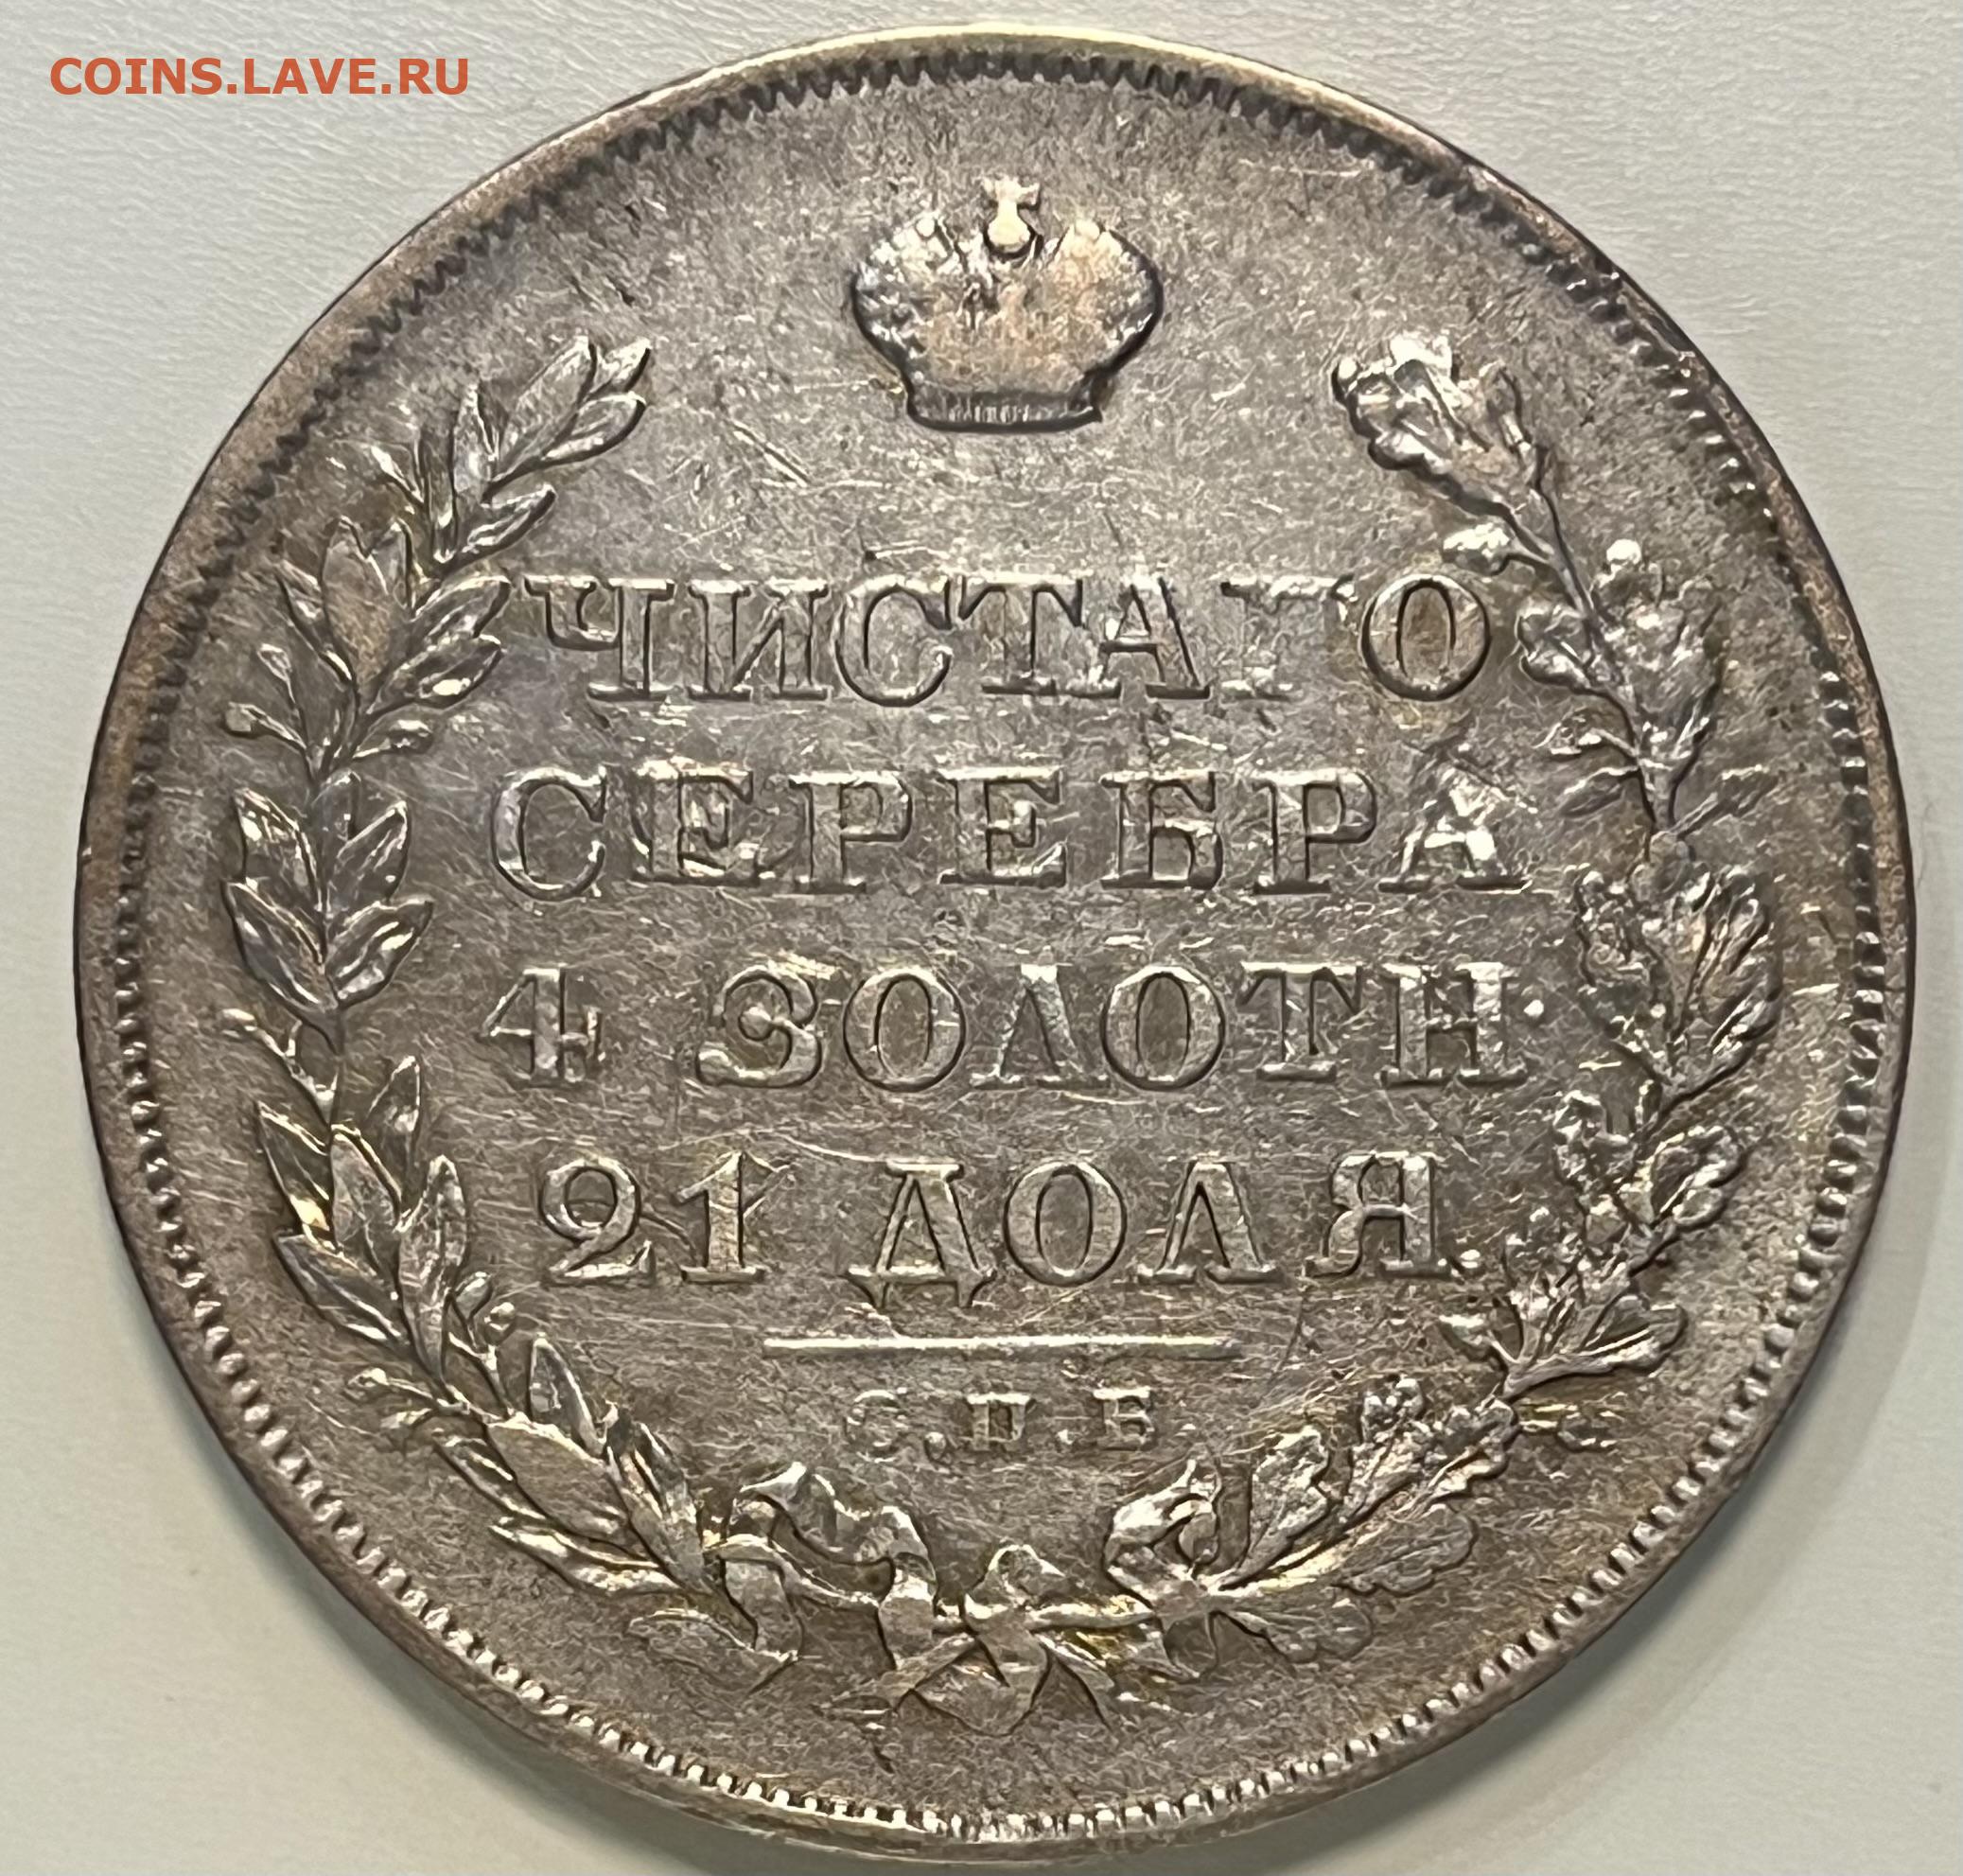 COINS.LAVE.RU
ЧИСТАГО
СЕРЕБРА
4 ЗОЛОТН·
21 ДОЛЯ.
С.П.Б